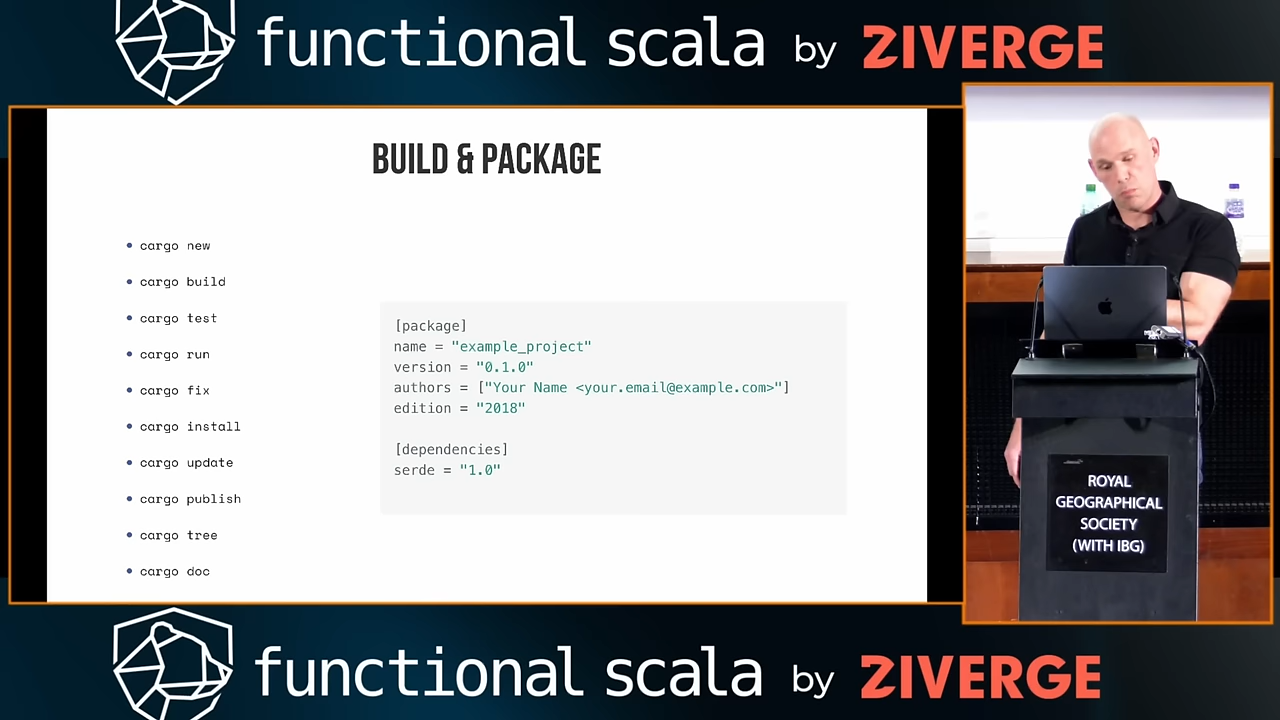 functional scala by ZIVERGE
BUILD & PACKAGE
cargo new
cargo build
cargo test
cargo run
cargo fix
cargo install
cargo update
cargo publish
cargo tree
cargo doc
[package]
name = "example_project"
version = "0.1.0"
authors = ["Your Name <your.email@example.com>"]
edition = "2018"
[dependencies]
serde = "1.0"
ROYAL
GEOGRAPHICAL
SOCIETY
(WITH IBG)
functional scala by ZIVERGE